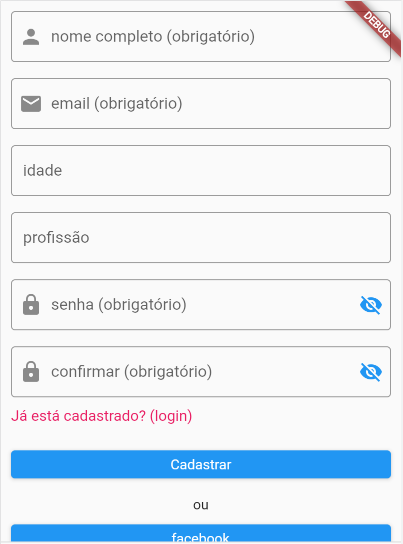 DEBUG
nome completo (obrigatório)
email (obrigatório)
idade
profissão
senha (obrigatório)
confirmar (obrigatório)
Já está cadastrado? (login)
Cadastrar
ou
facebook